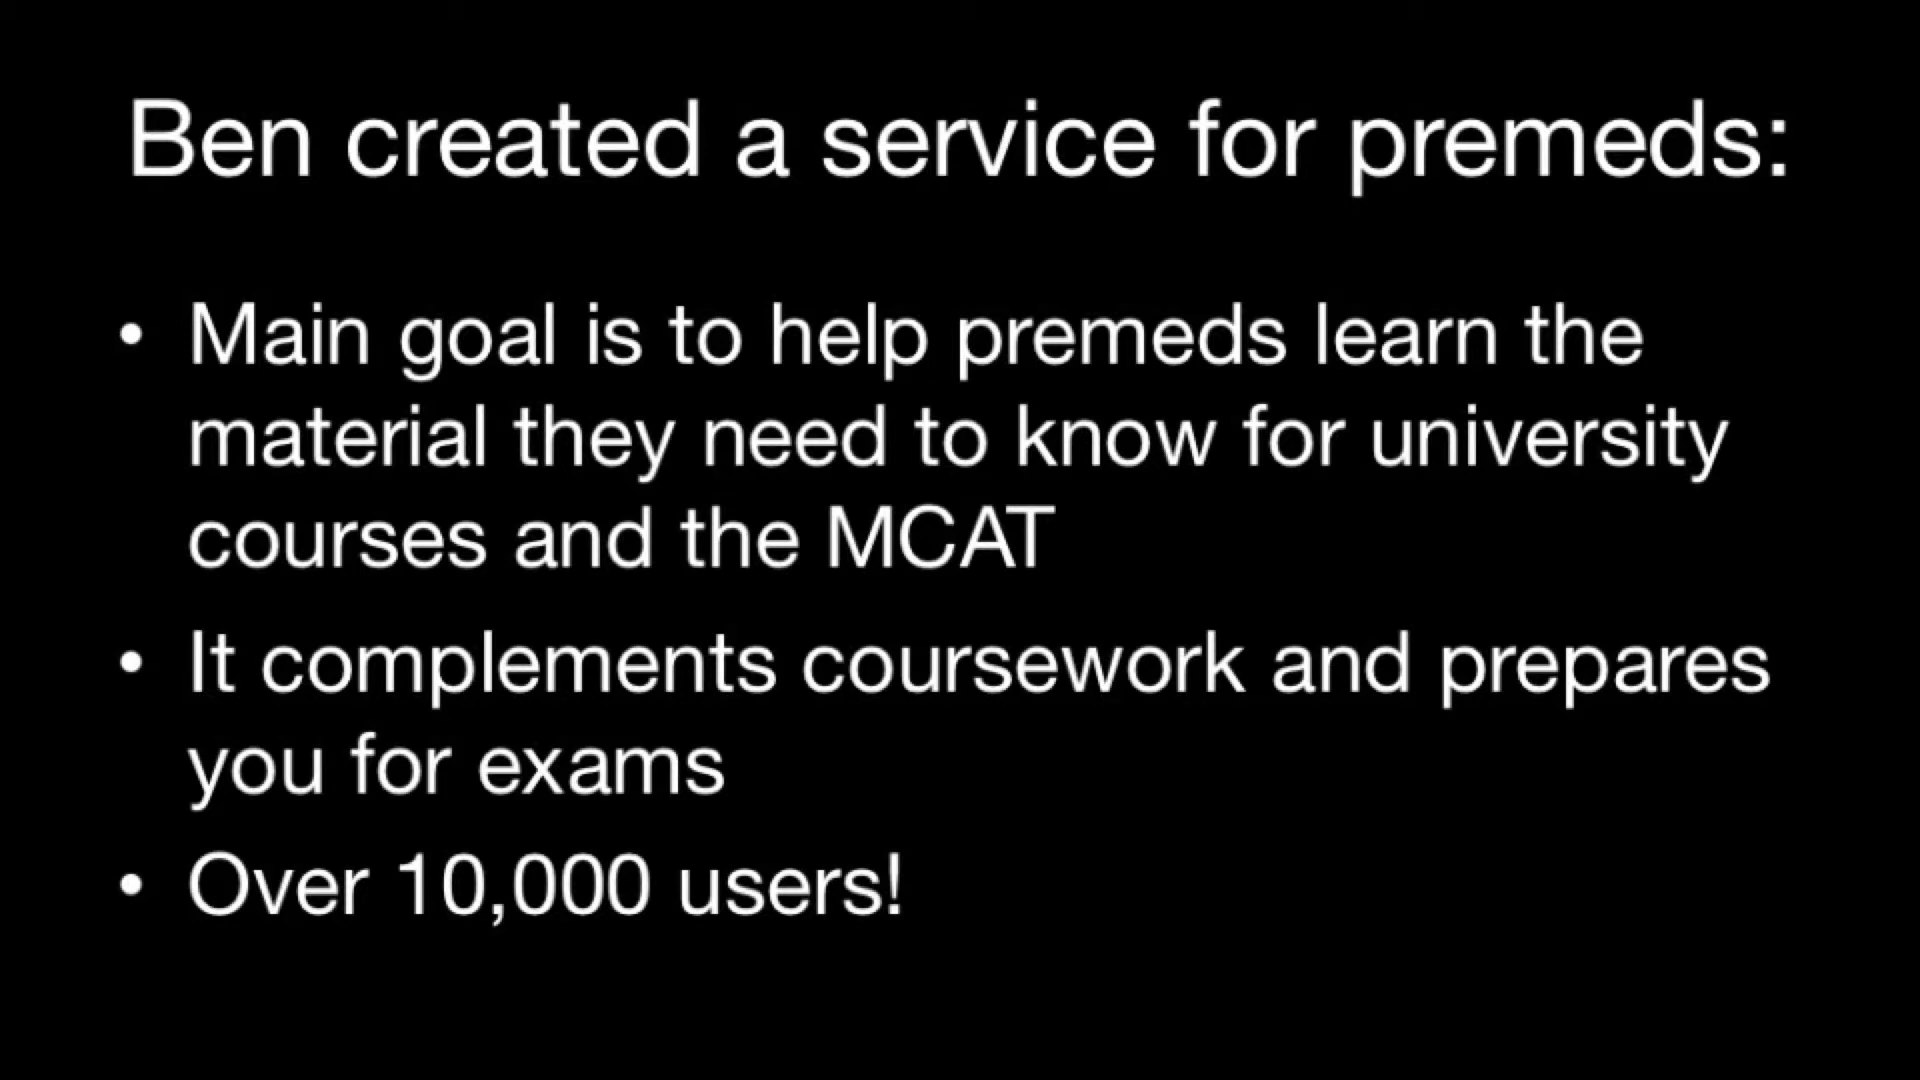 Ben created a service for premeds:
• Main goal is to help premeds learn the
material they need to know for university
courses and the MCAT
• It complements coursework and prepares
you for exams
• Over 10,000 users!